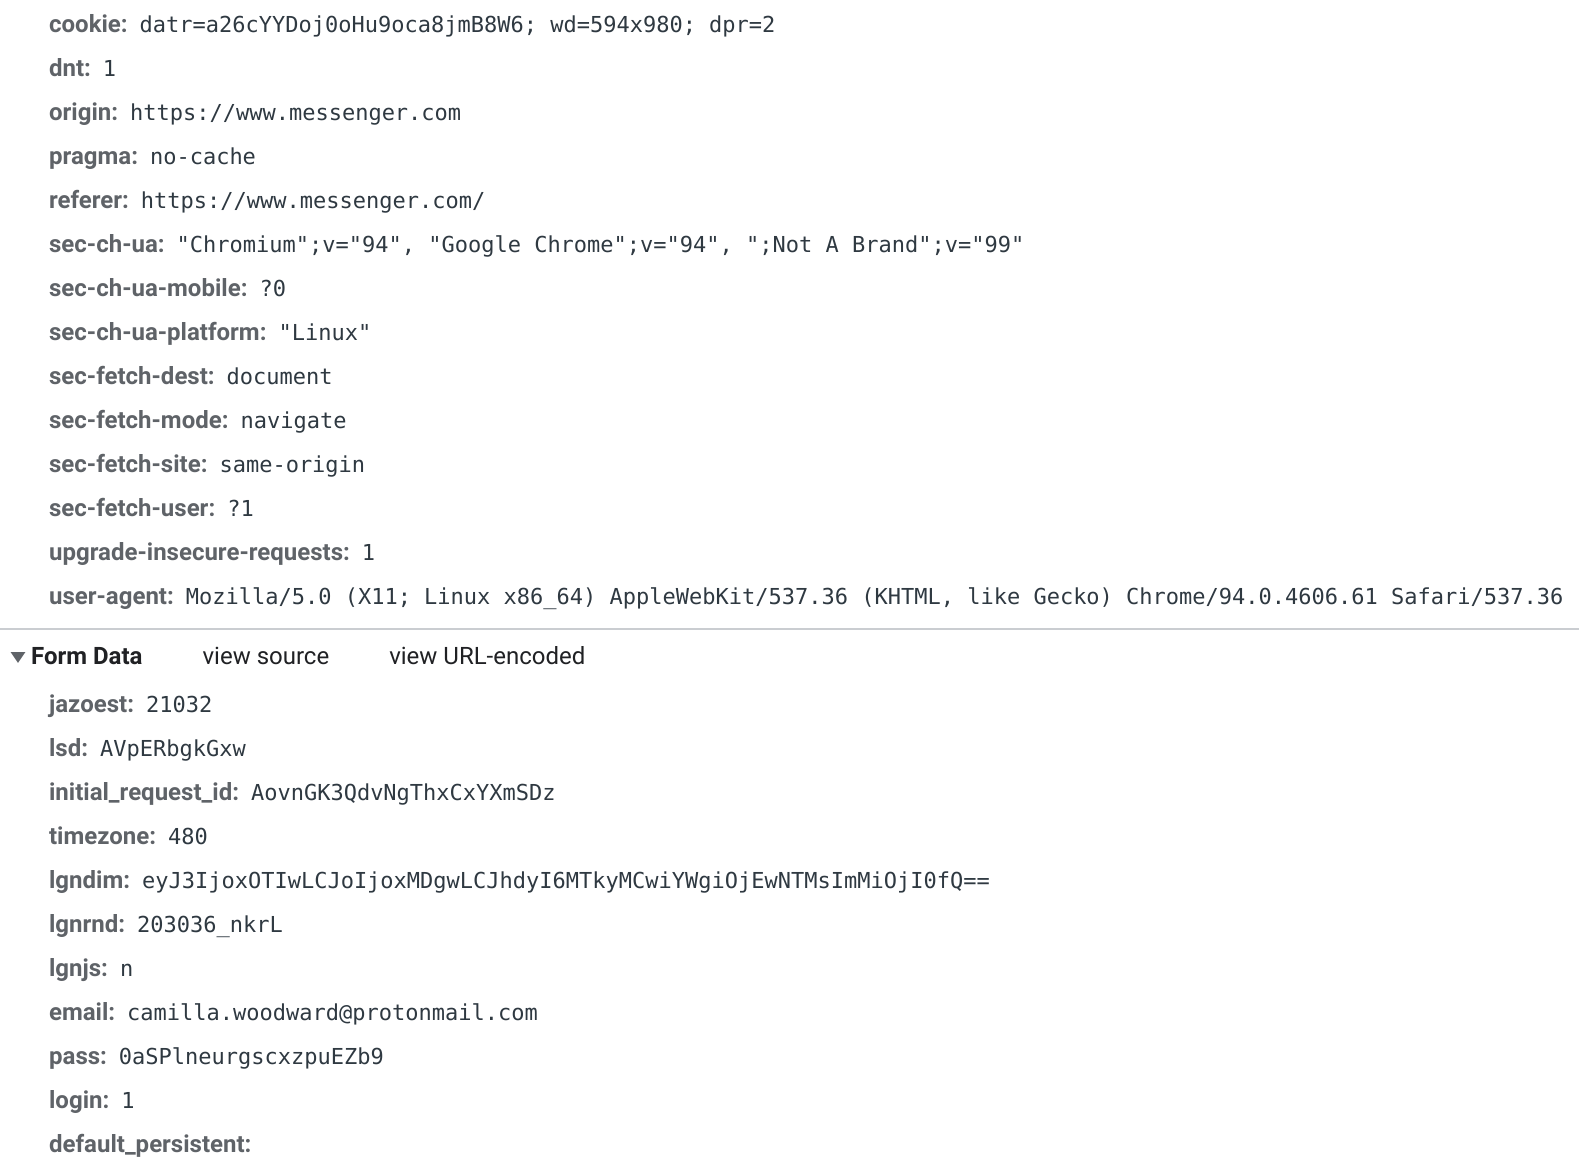 cookie: datr=a26cYYDoj0oHu9oca8jmB8W6; wd=594x980; dpr=2
dnt: 1
origin: https://www.messenger.com
pragma: no-cache
referer: https://www.messenger.com/
sec-ch-ua: "Chromium";v="94", "Google Chrome";v="94", ";Not A Brand";v="99"
sec-ch-ua-mobile: ?0
sec-ch-ua-platform: "Linux"
sec-fetch-dest: document
sec-fetch-mode: navigate
sec-fetch-site: same-origin
sec-fetch-user: ?1
upgrade-insecure-requests: 1
user-agent: Mozilla/5.0 (X11; Linux x86_64) AppleWebKit/537.36 (KHTML, like Gecko) Chrome/94.0.4606.61 Safari/537.36
Form Data view source view URL-encoded
jazoest: 21032
lsd: AVpERbgkGxw
initial_request_id: AovnGK3QdvNgThxCxYXmSDz
timezone: 480
lgndim: eyJ3IjoxOTIwLCJoIjoxMDgwLCJhdyI6MTkyMCwiYWgiOjEwNTMsImMiOjI0fQ==
lgnrnd: 203036_nkrL
lgnjs: n
email: camilla.woodward@protonmail.com
pass: 0aSPlneurgscxzpuEZb9
login: 1
default_persistent: